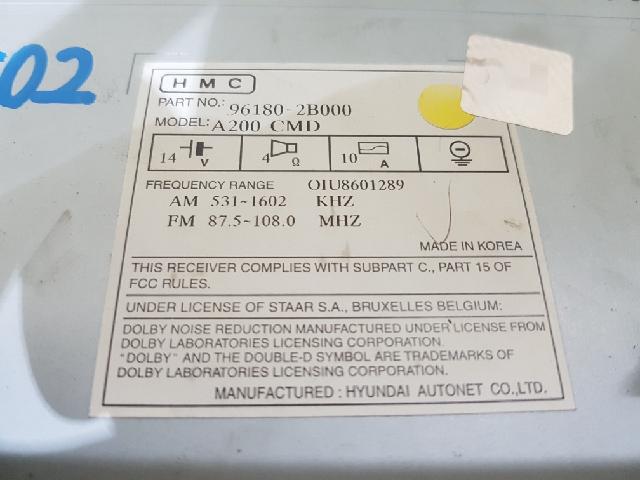 502
HMC
PART NO.: 96180-2B000
MODEL: A200 CMD
14 V 4 Ω 10 A
FREQUENCY RANGE OIU8601289
AM 531~1602 KHZ
FM 87.5~108.0 MHZ
MADE IN KOREA
THIS RECEIVER COMPLIES WITH SUBPART C., PART 15 OF
FCC RULES.
UNDER LICENSE OF STAAR S.A., BRUXELLES BELGIUM:
DOLBY NOISE REDUCTION MANUFACTURED UNDER LICENSE FROM
DOLBY LABORATORIES LICENSING CORPORATION.
"DOLBY" AND THE DOUBLE-D SYMBOL ARE TRADEMARKS OF
DOLBY LABORATORIES LICENSING CORPORATION.
MANUFACTURED : HYUNDAI AUTONET CO.,LTD.